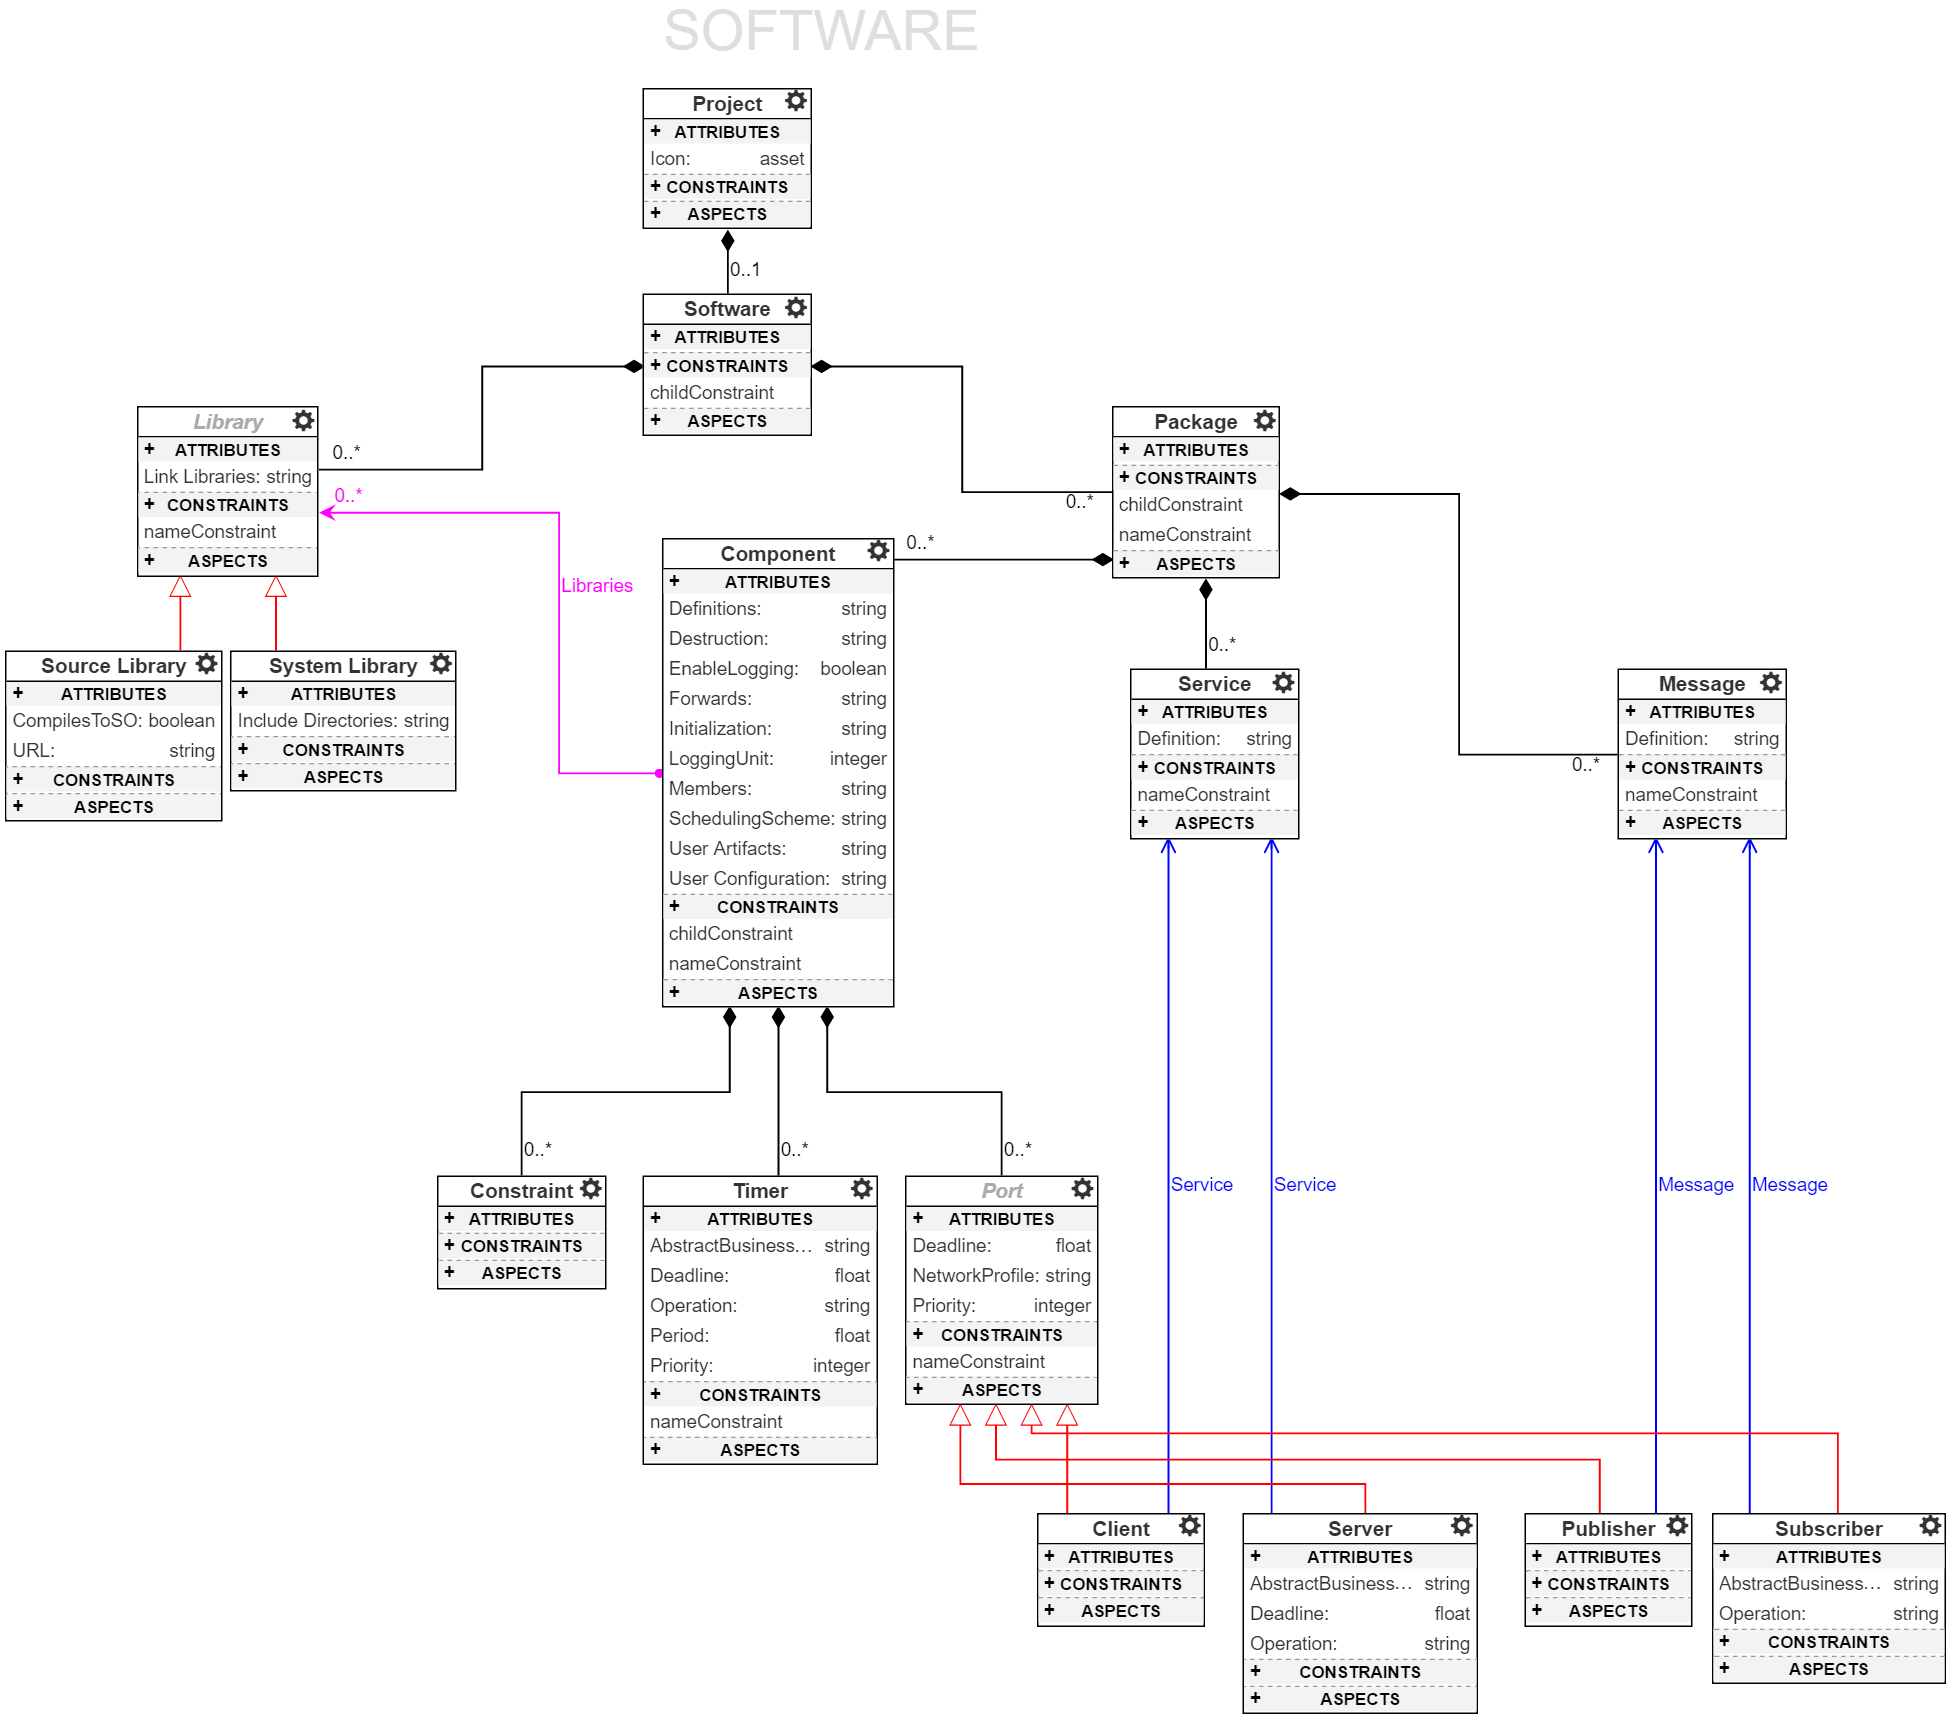 SOFTWARE
Project
+ ATTRIBUTES
Icon: asset
+ CONSTRAINTS
+ ASPECTS
0..1
Software
+ ATTRIBUTES
+ CONSTRAINTS
childConstraint
+ ASPECTS
Library
+ ATTRIBUTES
Link Libraries: string
+ CONSTRAINTS
nameConstraint
+ ASPECTS
0..*
0..*
Libraries
Package
+ ATTRIBUTES
+ CONSTRAINTS
childConstraint
nameConstraint
+ ASPECTS
0..*
0..*
0..*
0..*
Source Library
+ ATTRIBUTES
CompilesToSO: boolean
URL: string
+ CONSTRAINTS
+ ASPECTS
System Library
+ ATTRIBUTES
Include Directories: string
+ CONSTRAINTS
+ ASPECTS
Component
+ ATTRIBUTES
Definitions: string
Destruction: string
EnableLogging: boolean
Forwards: string
Initialization: string
LoggingUnit: integer
Members: string
SchedulingScheme: string
User Artifacts: string
User Configuration: string
+ CONSTRAINTS
childConstraint
nameConstraint
+ ASPECTS
Service
+ ATTRIBUTES
Definition: string
+ CONSTRAINTS
nameConstraint
+ ASPECTS
Message
+ ATTRIBUTES
Definition: string
+ CONSTRAINTS
nameConstraint
+ ASPECTS
0..*
0..*
0..*
Constraint
+ ATTRIBUTES
+ CONSTRAINTS
+ ASPECTS
Timer
+ ATTRIBUTES
AbstractBusiness... string
Deadline: float
Operation: string
Period: float
Priority: integer
+ CONSTRAINTS
nameConstraint
+ ASPECTS
Port
+ ATTRIBUTES
Deadline: float
NetworkProfile: string
Priority: integer
+ CONSTRAINTS
nameConstraint
+ ASPECTS
Service
Service
Message
Message
Client
+ ATTRIBUTES
+ CONSTRAINTS
+ ASPECTS
Server
+ ATTRIBUTES
AbstractBusiness... string
Deadline: float
Operation: string
+ CONSTRAINTS
+ ASPECTS
Publisher
+ ATTRIBUTES
+ CONSTRAINTS
+ ASPECTS
Subscriber
+ ATTRIBUTES
AbstractBusiness... string
Operation: string
+ CONSTRAINTS
+ ASPECTS